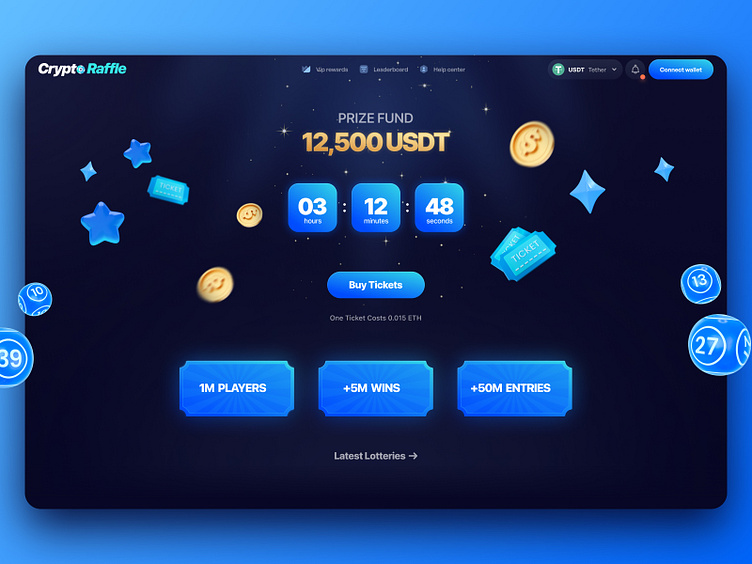 Crypto Raffle
Vip rewards
Leaderboard
Help center
USDT Tether
Connect wallet
PRIZE FUND
12,500 USDT
03 : 12 : 48
hours minutes seconds
TICKET
TICKET
Buy Tickets
One Ticket Costs 0.015 ETH
10
13
39
27
N
1M PLAYERS
+5M WINS
+50M ENTRIES
Latest Lotteries →